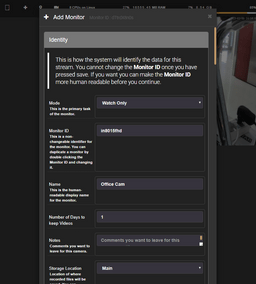 Add Monitor
Identity
This is how the system will identify the data for this
stream. You cannot change the Monitor ID once you have
pressed save. If you want you can make the Monitor ID
more human readable before you continue.
Mode
This is the primary task
of the monitor.
Watch Only
Monitor ID
This is a non-
changeable identifier for
the monitor. You can
duplicate a monitor by
double clicking the
Monitor ID and changing
it.
Name
This is the human-
readable display name
for the monitor.
Office Cam
Number of Days to
keep Videos
Notes
Comments you want to
leave for this camera.
Comments you want to leave for this
Storage Location
Location of where
recorded files will be
Main